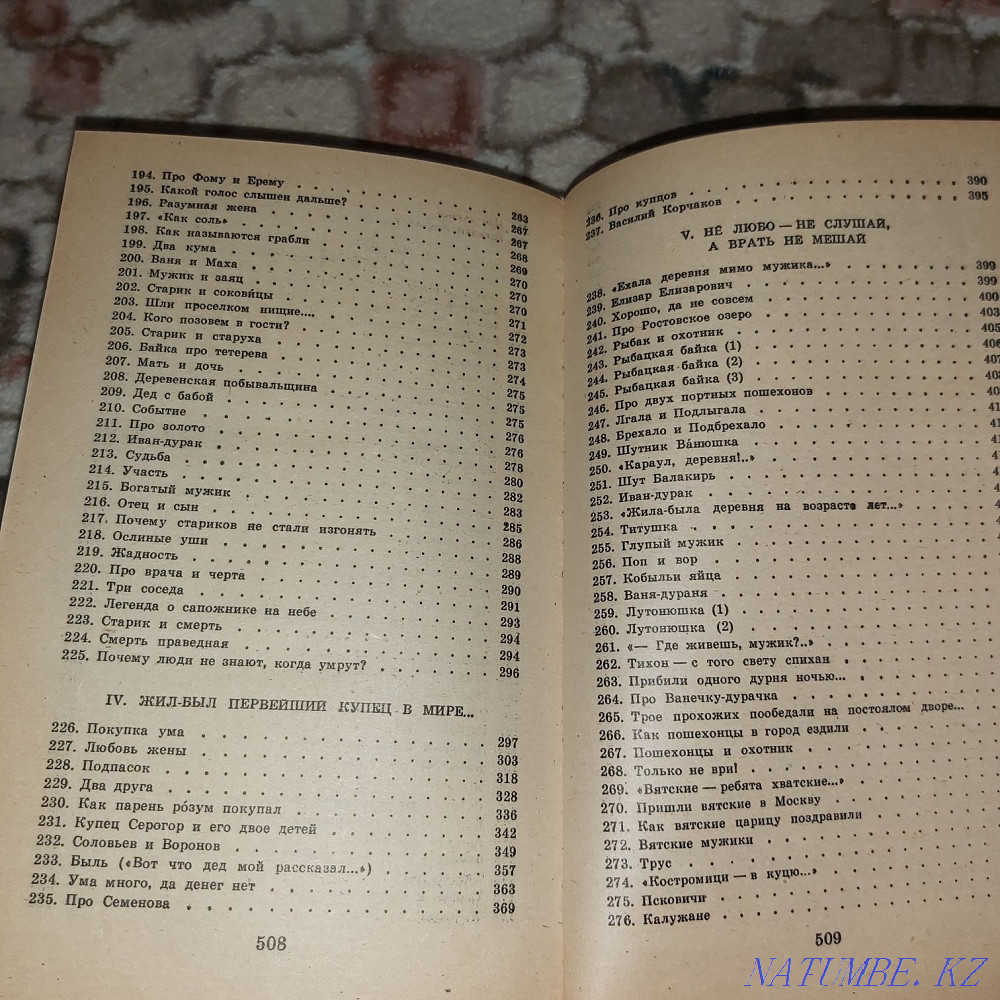 194. Про Фому и Ерему . . . 263
195. Какой голос слышен дальше? . . . 267
196. Разумная жена . . . 267
197. «Как соль» . . . 268
198. Как называются грабли . . . 269
199. Два кума . . . 270
200. Ваня и Маха . . . 270
201. Мужик и заяц . . . 270
202. Старик и соковицы . . . 271
203. Шли проселком нищие.... . . . 272
204. Кого позовем в гости? . . . 273
205. Старик и старуха . . . 273
206. Байка про тетерева . . . 274
207. Мать и дочь . . . 275
208. Деревенская побывальщина . . . 275
209. Дед с бабой . . . 275
210. Событие . . . 276
211. Про золото . . . 276
212. Иван-дурак . . . 278
213. Судьба . . . 280
214. Участь . . . 282
215. Богатый мужик . . . 283
216. Отец и сын . . . 285
217. Почему стариков не стали изгонять . . . 286
218. Ослиные уши . . . 288
219. Жадность . . . 289
220. Про врача и черта . . . 290
221. Три соседа . . . 291
222. Легенда о сапожнике на небе . . . 293
223. Старик и смерть . . . 294
224. Смерть праведная . . . 294
225. Почему люди не знают, когда умрут? . . . 296
IV. ЖИЛ-БЫЛ ПЕРВЕЙШИЙ КУПЕЦ В МИРЕ...
226. Покупка ума . . . 297
227. Любовь жены . . . 303
228. Подпасок . . . 318
229. Два друга . . . 328
230. Как парень рóзум покупал . . . 336
231. Купец Серогор и его двое детей . . . 342
232. Соловьев и Воронов . . . 349
233. Быль («Вот что дед мой рассказал...») . . . 357
234. Ума много, да денег нет . . . 363
235. Про Семенова . . . 369
508
236. Про купцов . . . 390
237. Василий Корчаков . . . 395
V. НЕ ЛЮБО — НЕ СЛУШАЙ,
А ВРАТЬ НЕ МЕШАЙ
238. «Ехала деревня мимо мужика...» . . . 399
239. Елизар Елизарович . . . 399
240. Хорошо, да не совсем . . . 400
241. Про Ростовское озеро . . . 403
242. Рыбак и охотник . . . 405
243. Рыбацкая байка (1) . . . 406
244. Рыбацкая байка (2) . . . 407
245. Рыбацкая байка (3)
246. Про двух портных пошехонов
247. Лгала и Подлыгала
248. Брехало и Подбрехало
249. Шутник Вáнюшка
250. «Караул, деревня!..»
251. Шут Балакирь
252. Иван-дурак
253. «Жила-была деревня на возрасте лет...»
254. Титушка
255. Глупый мужик
256. Поп и вор
257. Кобыльи яйца
258. Ваня-дураня
259. Лутонюшка (1)
260. Лутонюшка (2)
261. «— Где живешь, мужик?..»
262. Тихон — с того свету спихан
263. Прибили одного дурня ночью...
264. Про Ванечку-дурачка
265. Трое прохожих пообедали на постоялом дворе...
266. Как пошехонцы в город ездили
267. Пошехонцы и охотник
268. Только не ври!
269. «Вятские — ребята хватские...»
270. Пришли вятские в Москву
271. Как вятские царицу поздравили
272. Вятские мужики
273. Трус
274. «Костромици — в куцю...»
275. Псковичи
276. Калужане
509
NATUMBE.KZ